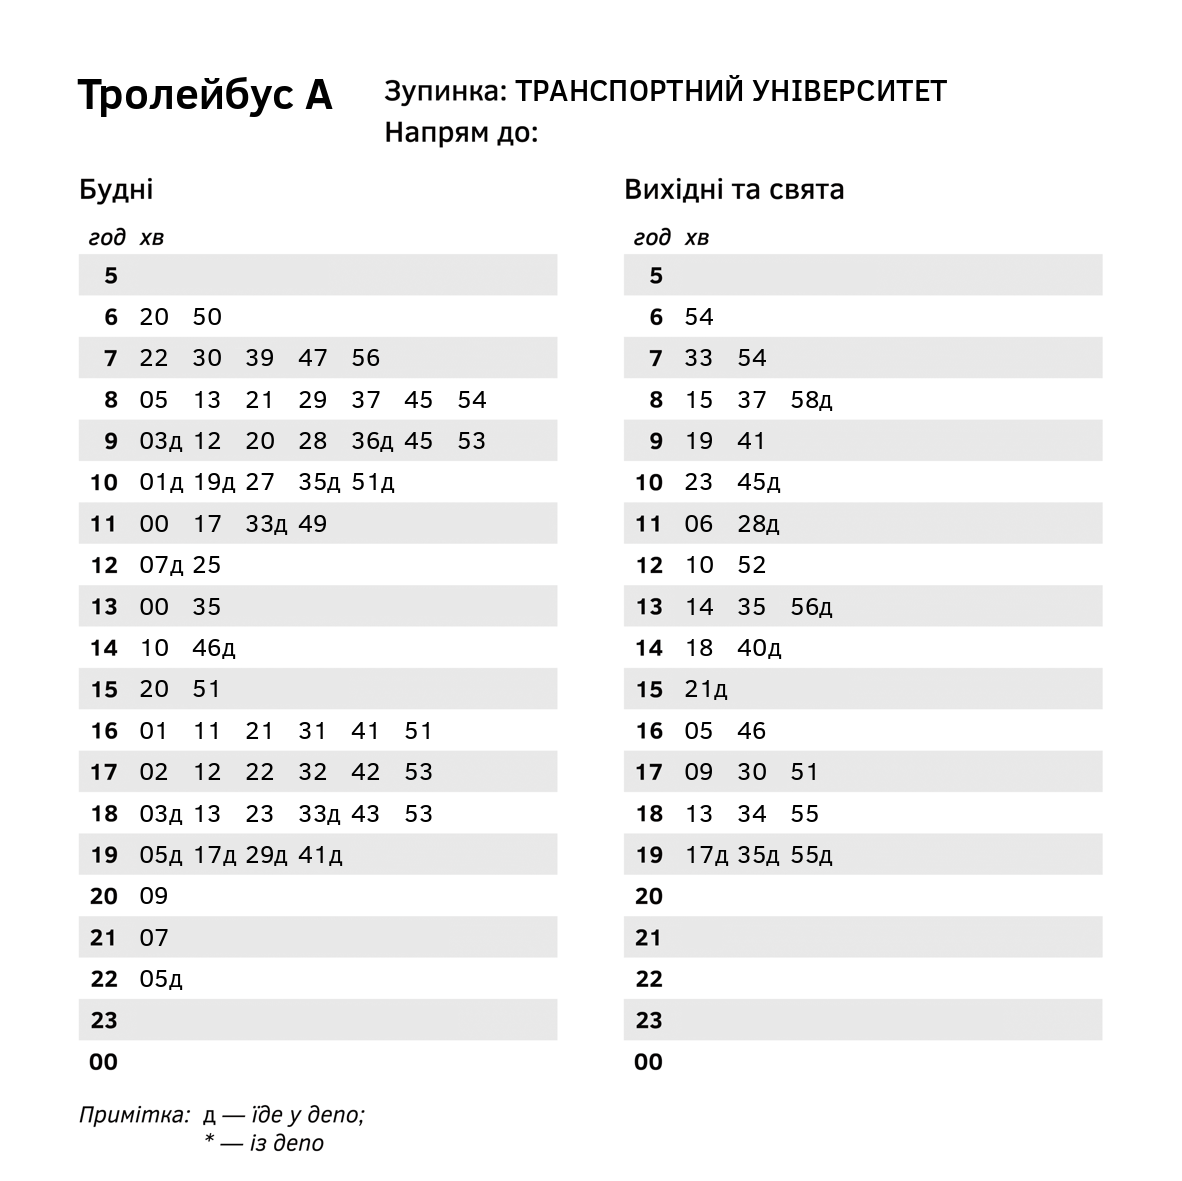 Тролейбус А
Зупинка: ТРАНСПОРТНИЙ УНІВЕРСИТЕТ
Напрям до:
Будні
год хв
5
6 20 50
7 22 30 39 47 56
8 05 13 21 29 37 45 54
9 03д 12 20 28 36д 45 53
10 01д 19д 27 35д 51д
11 00 17 33д 49
12 07д 25
13 00 35
14 10 46д
15 20 51
16 01 11 21 31 41 51
17 02 12 22 32 42 53
18 03д 13 23 33д 43 53
19 05д 17д 29д 41д
20 09
21 07
22 05д
23
00
Вихідні та свята
год хв
5
6 54
7 33 54
8 15 37 58д
9 19 41
10 23 45д
11 06 28д
12 10 52
13 14 35 56д
14 18 40д
15 21д
16 05 46
17 09 30 51
18 13 34 55
19 17д 35д 55д
20
21
22
23
00
Примітка: д — їде у депо;
* — із депо